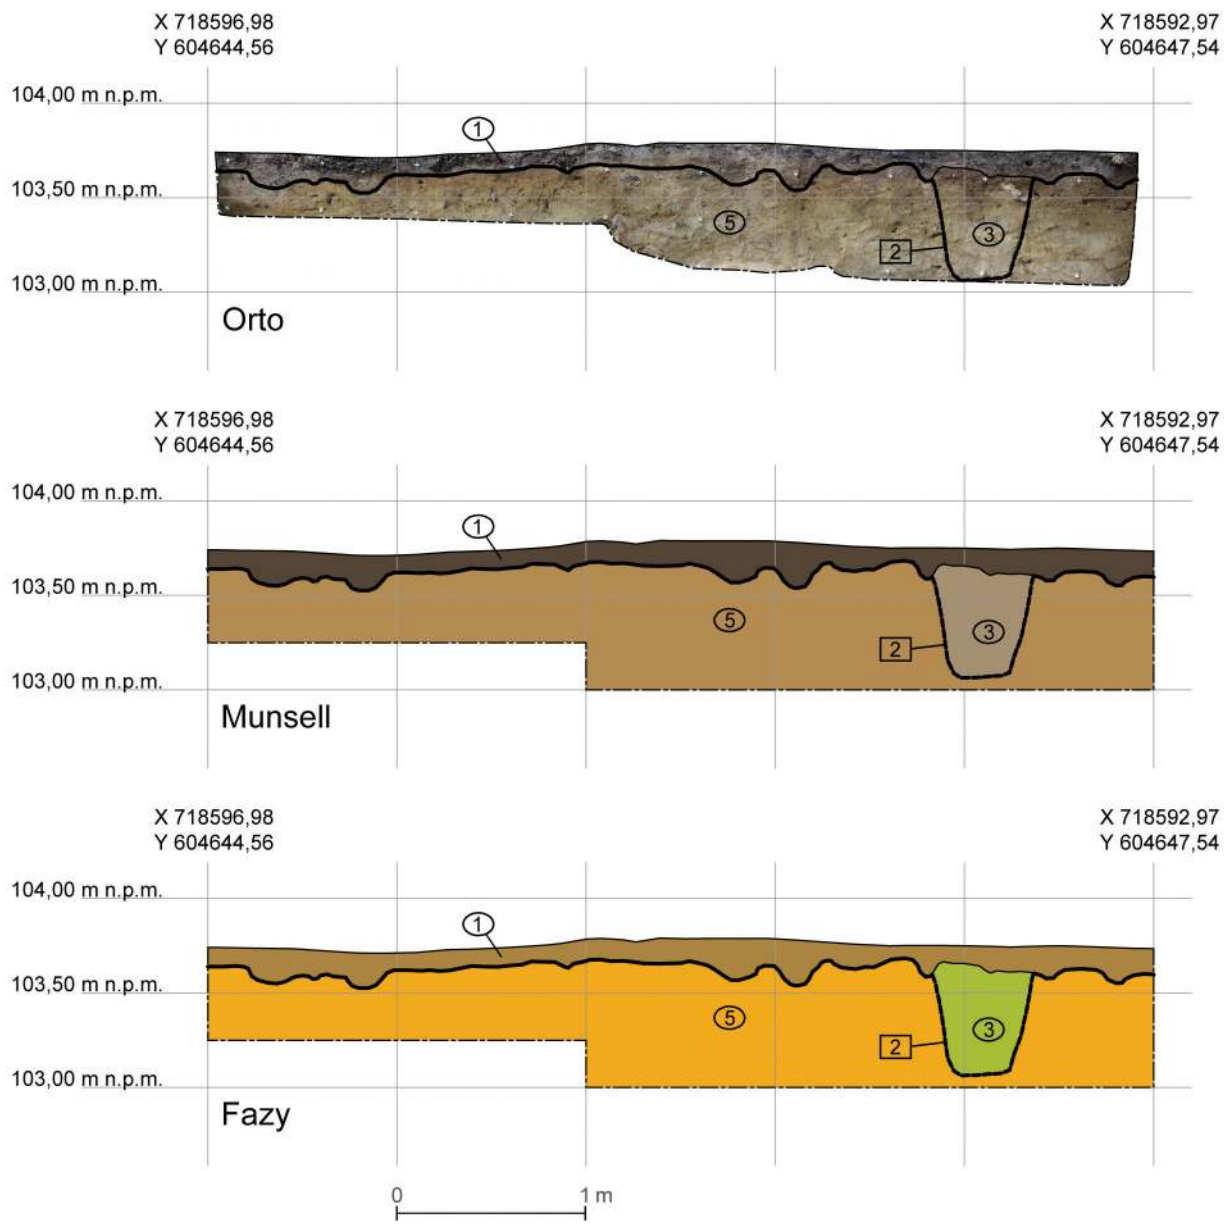 X 718596,98
Y 604644,56
X 718592,97
Y 604647,54
104,00 m n.p.m.
1
103,50 m n.p.m.
5
3
2
103,00 m n.p.m.
Orto
X 718596,98
Y 604644,56
X 718592,97
Y 604647,54
104,00 m n.p.m.
1
103,50 m n.p.m.
5
3
2
103,00 m n.p.m.
Munsell
X 718596,98
Y 604644,56
X 718592,97
Y 604647,54
104,00 m n.p.m.
1
103,50 m n.p.m.
5
3
2
103,00 m n.p.m.
Fazy
0 1 m